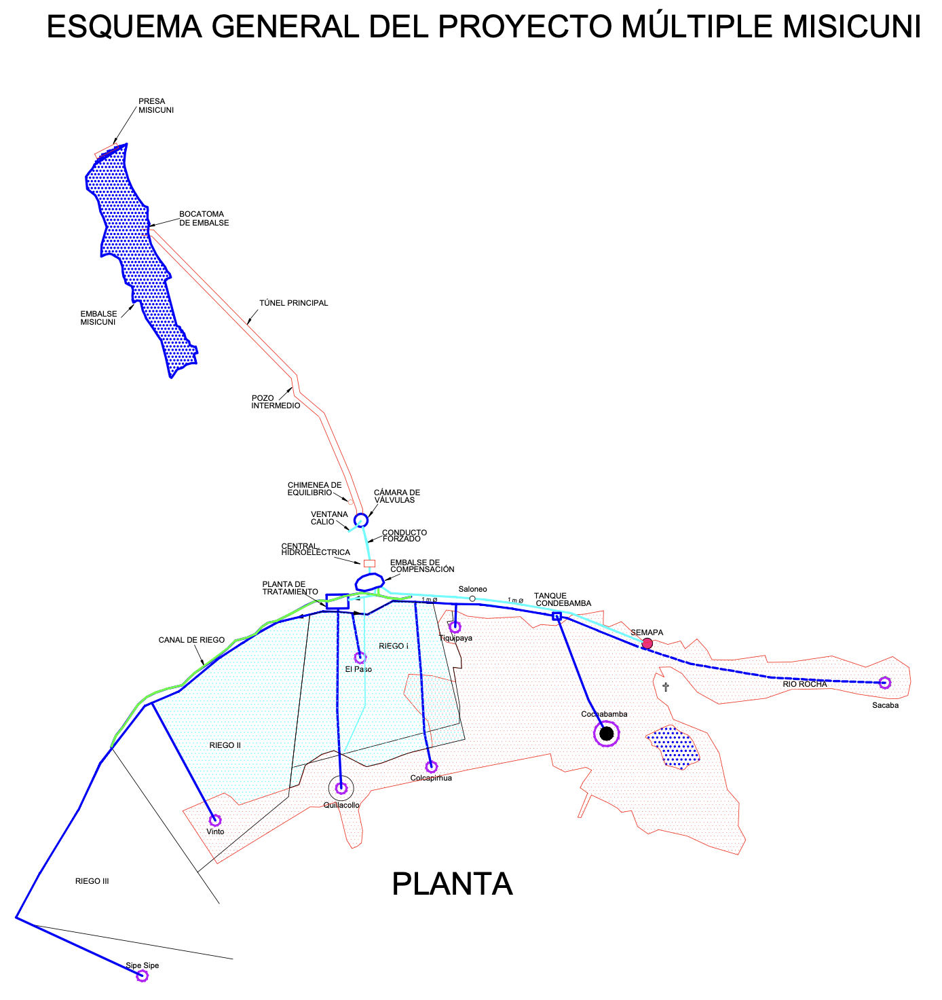 ESQUEMA GENERAL DEL PROYECTO MÚLTIPLE MISICUNI
PRESA
MISICUNI
BOCATOMA
DE EMBALSE
TÚNEL PRINCIPAL
EMBALSE
MISICUNI
POZO
INTERMEDIO
CHIMENEA DE
EQUILIBRIO
CÁMARA DE
VÁLVULAS
VENTANA
CALIO
CONDUCTO
FORZADO
CENTRAL
HIDROELÉCTRICA
EMBALSE DE
COMPENSACIÓN
PLANTA DE
TRATAMIENTO
Saloneo
1 m Ø
1 m Ø
TANQUE
CONDEBAMBA
SEMAPA
CANAL DE RIEGO
Tiquipaya
RIEGO I
El Paso
RIO ROCHA
Sacaba
Cochabamba
RIEGO II
Colcapirhua
Quillacollo
Vinto
RIEGO III
PLANTA
Sipe Sipe